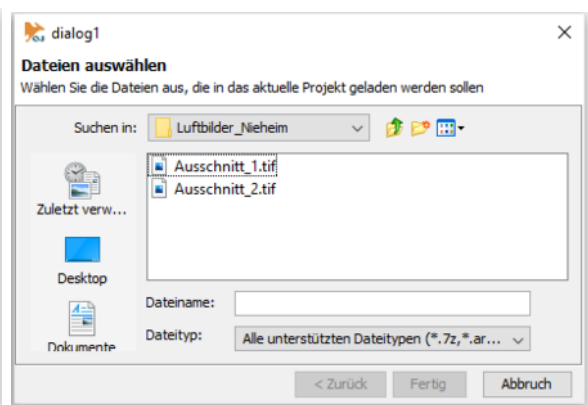 dialog1
Dateien auswählen
Wählen Sie die Dateien aus, die in das aktuelle Projekt geladen werden sollen
Suchen in: Luftbilder_Nieheim
Ausschnitt_1.tif
Ausschnitt_2.tif
Zuletzt verw...
Desktop
Dokumente
Dateiname:
Dateityp: Alle unterstützten Dateitypen (*.7z,*.ar...
< Zurück Fertig Abbruch